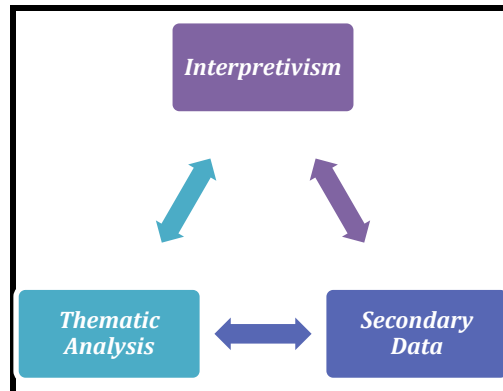 Interpretivism
Thematic
Analysis
Secondary
Data